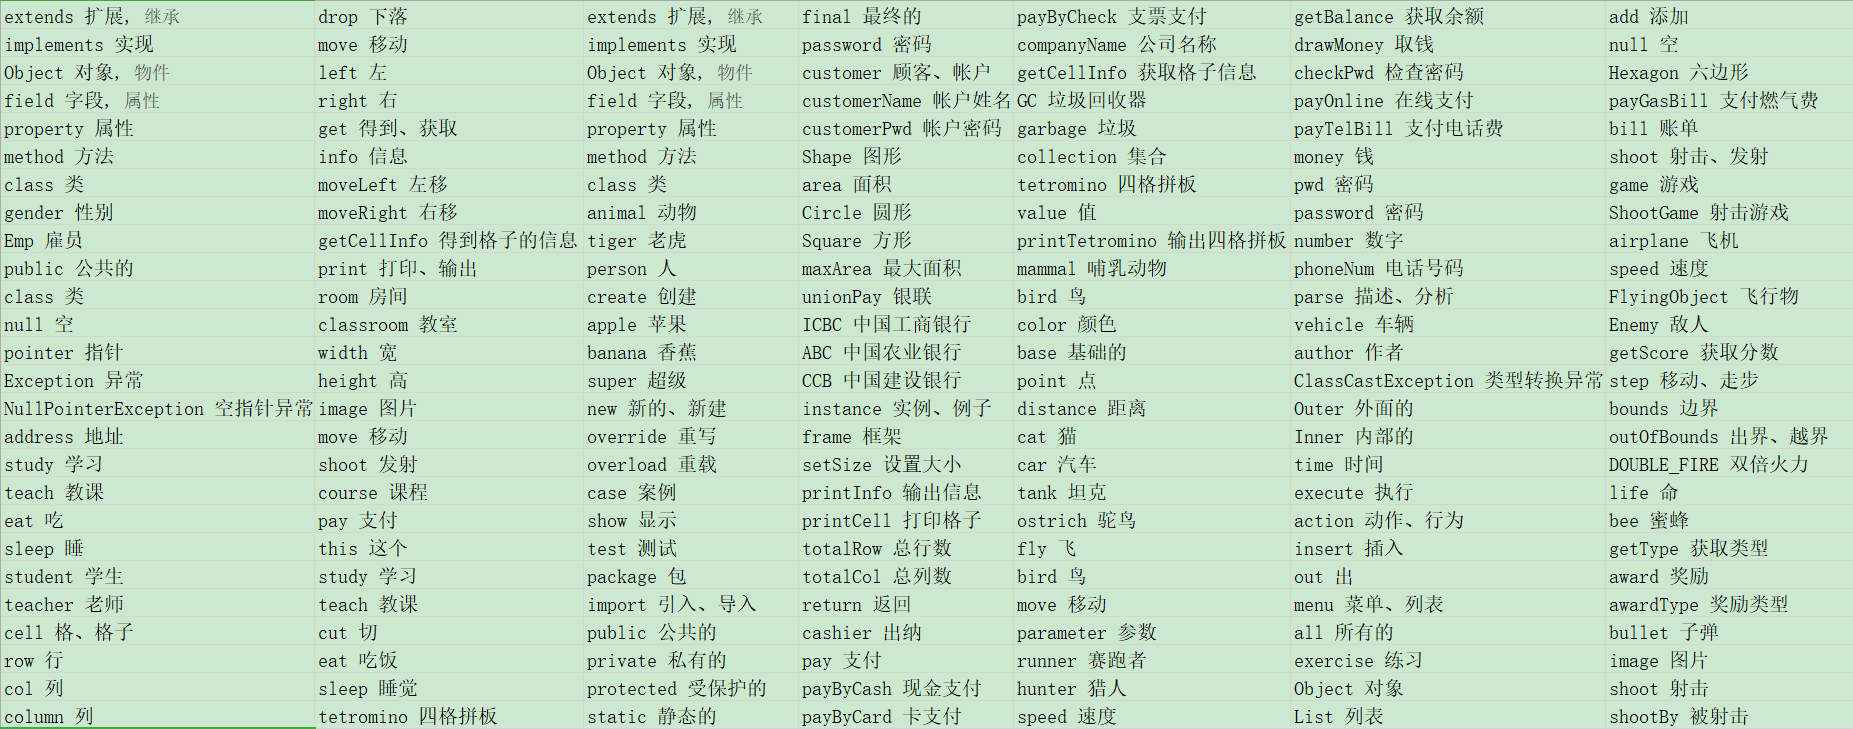 extends 扩展, 继承 drop 下落 extends 扩展, 继承 final 最终的 payByCheck 支票支付 getBalance 获取余额 add 添加
implements 实现 move 移动 implements 实现 password 密码 companyName 公司名称 drawMoney 取钱 null 空
Object 对象, 物件 left 左 Object 对象, 物件 customer 顾客、帐户 getCellInfo 获取格子信息 checkPwd 检查密码 Hexagon 六边形
field 字段, 属性 right 右 field 字段, 属性 customerName 帐户姓名 GC 垃圾回收器 payOnline 在线支付 payGasBill 支付燃气费
property 属性 get 得到、获取 property 属性 customerPwd 帐户密码 garbage 垃圾 payTelBill 支付电话费 bill 账单
method 方法 info 信息 method 方法 Shape 图形 collection 集合 money 钱 shoot 射击、发射
class 类 moveLeft 左移 class 类 area 面积 tetromino 四格拼板 pwd 密码 game 游戏
gender 性别 moveRight 右移 animal 动物 Circle 圆形 value 值 password 密码 ShootGame 射击游戏
Emp 雇员 getCellInfo 得到格子的信息 tiger 老虎 Square 方形 printTetromino 输出四格拼板 number 数字 airplane 飞机
public 公共的 print 打印、输出 person 人 maxArea 最大面积 mammal 哺乳动物 phoneNum 电话号码 speed 速度
class 类 room 房间 create 创建 unionPay 银联 bird 鸟 parse 描述、分析 FlyingObject 飞行物
null 空 classroom 教室 apple 苹果 ICBC 中国工商银行 color 颜色 vehicle 车辆 Enemy 敌人
pointer 指针 width 宽 banana 香蕉 ABC 中国农业银行 base 基础的 author 作者 getScore 获取分数
Exception 异常 height 高 super 超级 CCB 中国建设银行 point 点 ClassCastException 类型转换异常 step 移动、走步
NullPointerException 空指针异常 image 图片 new 新的、新建 instance 实例、例子 distance 距离 Outer 外面的 bounds 边界
address 地址 move 移动 override 重写 frame 框架 cat 猫 Inner 内部的 outOfBounds 出界、越界
study 学习 shoot 发射 overload 重载 setSize 设置大小 car 汽车 time 时间 DOUBLE_FIRE 双倍火力
teach 教课 course 课程 case 案例 printInfo 输出信息 tank 坦克 execute 执行 life 命
eat 吃 pay 支付 show 显示 printCell 打印格子 ostrich 驼鸟 action 动作、行为 bee 蜜蜂
sleep 睡 this 这个 test 测试 totalRow 总行数 fly 飞 insert 插入 getType 获取类型
student 学生 study 学习 package 包 totalCol 总列数 bird 鸟 out 出 award 奖励
teacher 老师 teach 教课 import 引入、导入 return 返回 move 移动 menu 菜单、列表 awardType 奖励类型
cell 格、格子 cut 切 public 公共的 cashier 出纳 parameter 参数 all 所有的 bullet 子弹
row 行 eat 吃饭 private 私有的 pay 支付 runner 赛跑者 exercise 练习 image 图片
col 列 sleep 睡觉 protected 受保护的 payByCash 现金支付 hunter 猎人 Object 对象 shoot 射击
column 列 tetromino 四格拼板 static 静态的 payByCard 卡支付 speed 速度 List 列表 shootBy 被射击